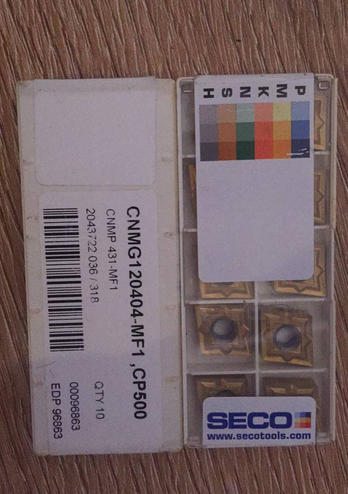 CNMG120404-MF1 ,CP500
CNMP 431-MF1
QTY 10
2043722 036 / 318
00096863
EDP 96863
P M K N S H
SECO
www.secotools.com